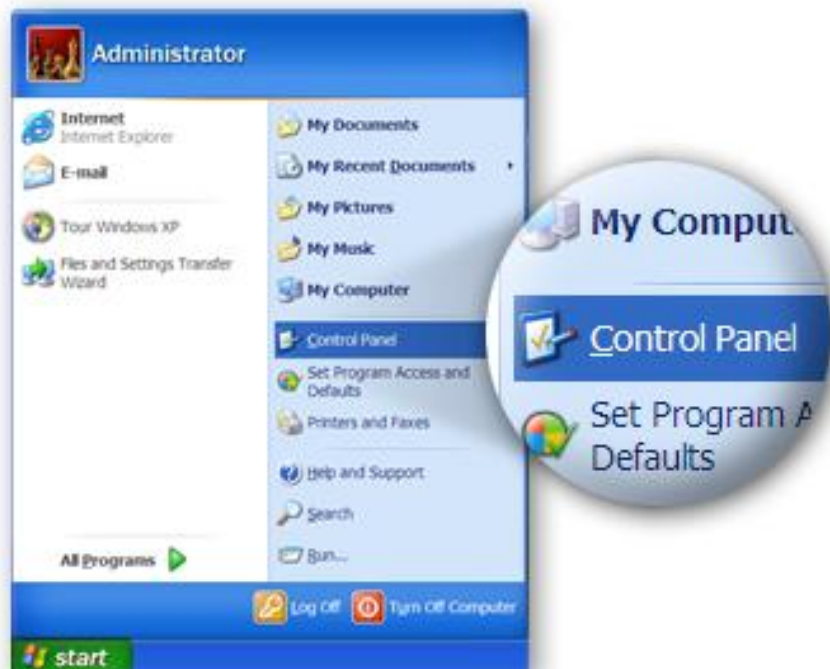 Administrator
Internet
Internet Explorer
E-mail
Tour Windows XP
Files and Settings Transfer
Wizard
All Programs
My Documents
My Recent Documents
My Pictures
My Music
My Computer
Control Panel
Set Program Access and
Defaults
Printers and Faxes
Help and Support
Search
Run...
Log Off
Turn Off Computer
start
My Comput
Control Panel
Set Program A
Defaults